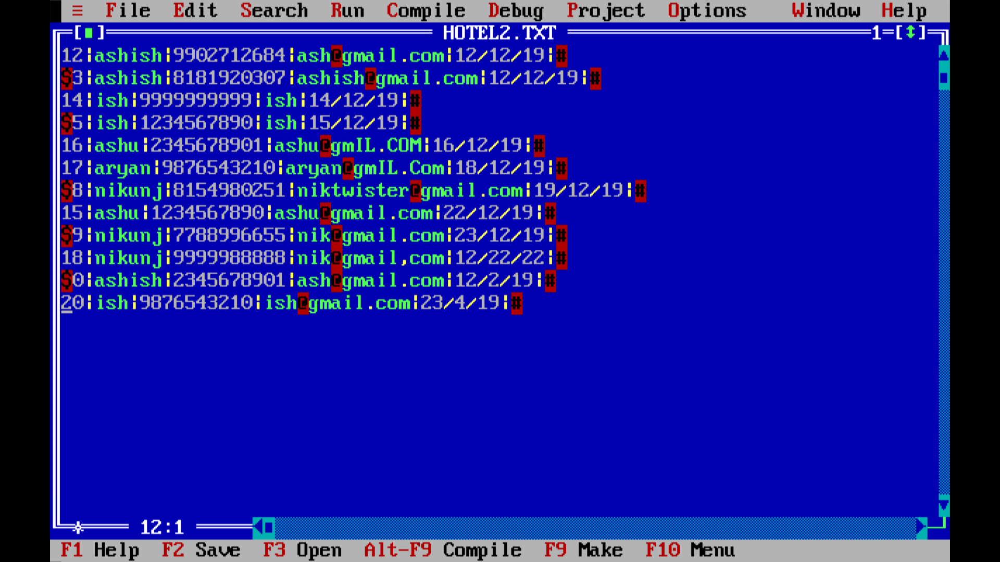 ≡ File Edit Search Run Compile Debug Project Options Window Help
[■] HOTEL2.TXT 1=[↕]
12|ashish|9902712684|ash@gmail.com|12/12/19|#
$3|ashish|8181920307|ashish@gmail.com|12/12/19|#
14|ish|9999999999|ish|14/12/19|#
$5|ish|1234567890|ish|15/12/19|#
16|ashu|2345678901|ashu@gmIL.COM|16/12/19|#
17|aryan|9876543210|aryan@gmIL.Com|18/12/19|#
$8|nikunj|8154980251|niktwister@gmail.com|19/12/19|#
15|ashu|1234567890|ashu@gmail.com|22/12/19|#
$9|nikunj|7788996655|nik@gmail.com|23/12/19|#
18|nikunj|9999988888|nik@gmail,com|12/22/22|#
$0|ashish|2345678901|ash@gmail.com|12/2/19|#
20|ish|9876543210|ish@gmail.com|23/4/19|#
12:1
F1 Help F2 Save F3 Open Alt-F9 Compile F9 Make F10 Menu